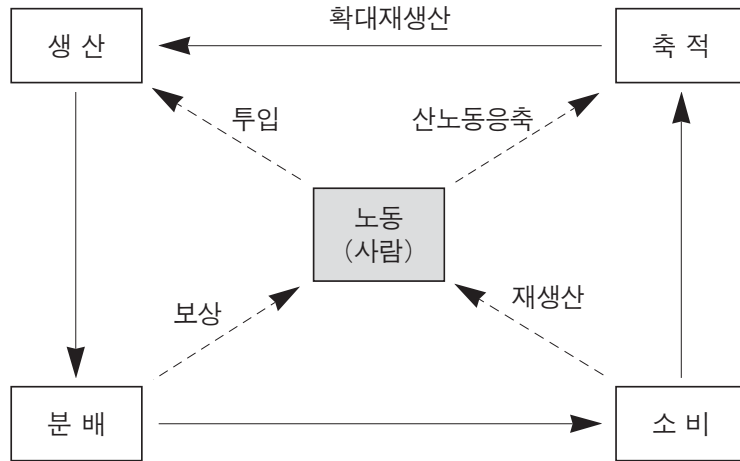 확대재생산
생 산
축 적
투입
산노동응축
노동
(사람)
보상
재생산
분 배
소 비